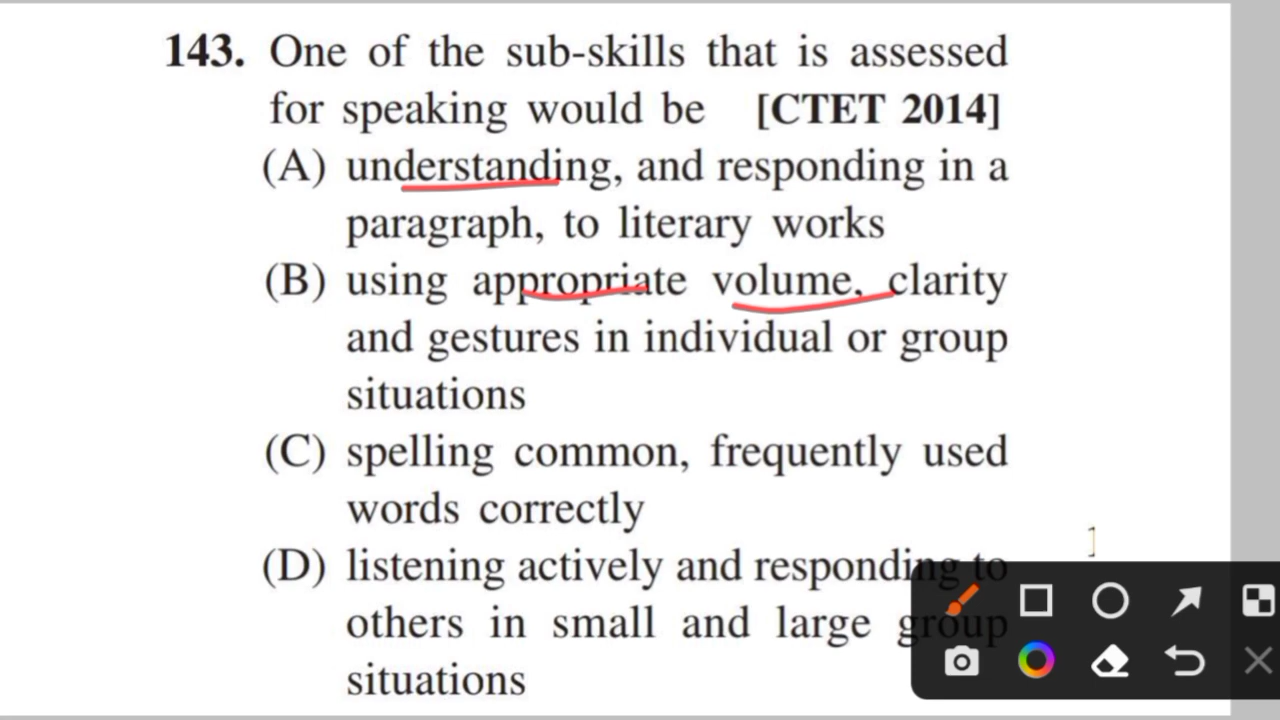 143. One of the sub-skills that is assessed
for speaking would be [CTET 2014]
(A) understanding, and responding in a
paragraph, to literary works
(B) using appropriate volume, clarity
and gestures in individual or group
situations
(C) spelling common, frequently used
words correctly
(D) listening actively and responding to
others in small and large group
situations